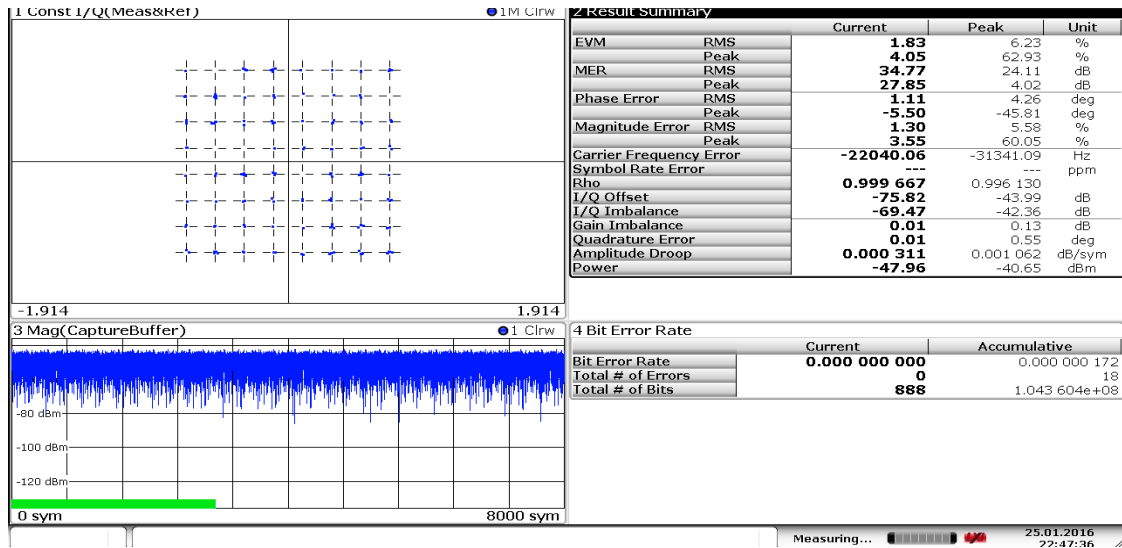 1 Const I/Q(Meas&Ref) 1M Clrw
-1.914 1.914
2 Result Summary
Current Peak Unit
EVM RMS 1.83 6.23 %
Peak 4.05 62.93 %
MER RMS 34.77 24.11 dB
Peak 27.85 4.02 dB
Phase Error RMS 1.11 4.26 deg
Peak -5.50 -45.81 deg
Magnitude Error RMS 1.30 5.58 %
Peak 3.55 60.05 %
Carrier Frequency Error -22040.06 -31341.09 Hz
Symbol Rate Error --- --- ppm
Rho 0.999 667 0.996 130
I/Q Offset -75.82 -43.99 dB
I/Q Imbalance -69.47 -42.36 dB
Gain Imbalance 0.01 0.13 dB
Quadrature Error 0.01 0.55 deg
Amplitude Droop 0.000 311 0.001 062 dB/sym
Power -47.96 -40.65 dBm
3 Mag(CaptureBuffer) 1 Clrw
-80 dBm
-100 dBm
-120 dBm
0 sym 8000 sym
4 Bit Error Rate
Current Accumulative
Bit Error Rate 0.000 000 000 0.000 000 172
Total # of Errors 0 18
Total # of Bits 888 1.043 604e+08
Measuring... 25.01.2016
22:47:36